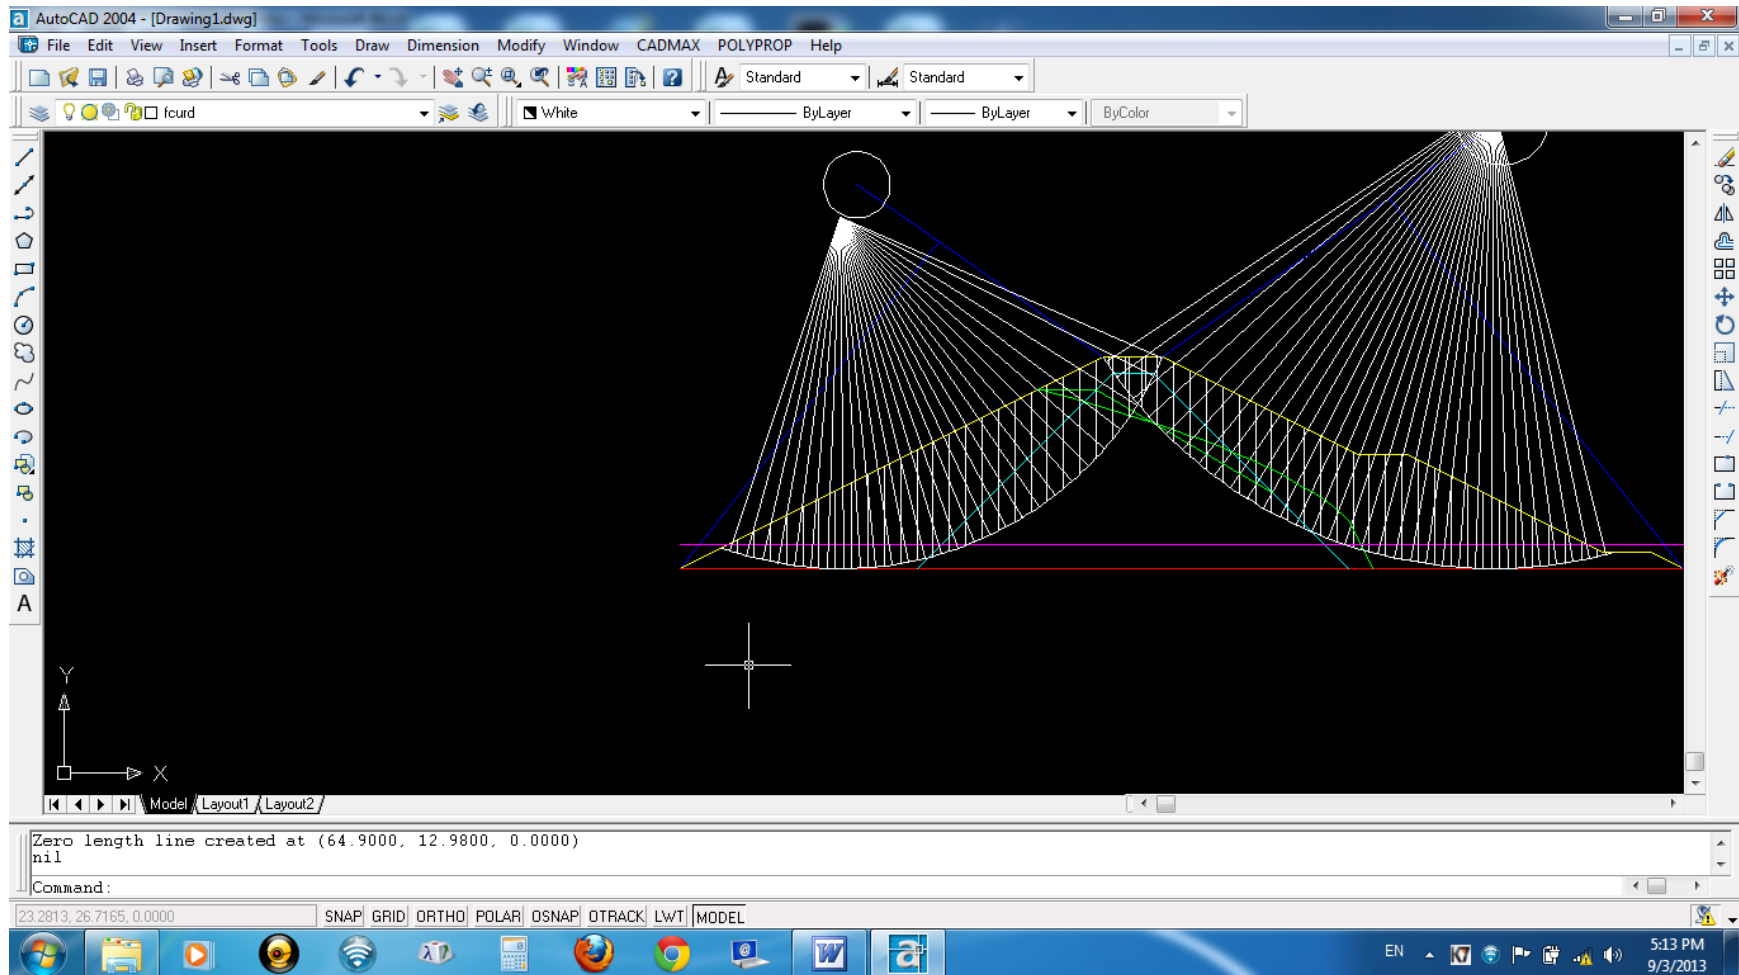 AutoCAD 2004 - [Drawing1.dwg]
File Edit View Insert Format Tools Draw Dimension Modify Window CADMAX POLYPROP Help
Standard Standard
fcurd White ByLayer ByLayer ByColor
A
Y
X
Model Layout1 Layout2
Zero length line created at (64.9000, 12.9800, 0.0000)
nil
Command:
23.2813, 26.7165, 0.0000 SNAP GRID ORTHO POLAR OSNAP OTRACK LWT MODEL
EN 5:13 PM
9/3/2013